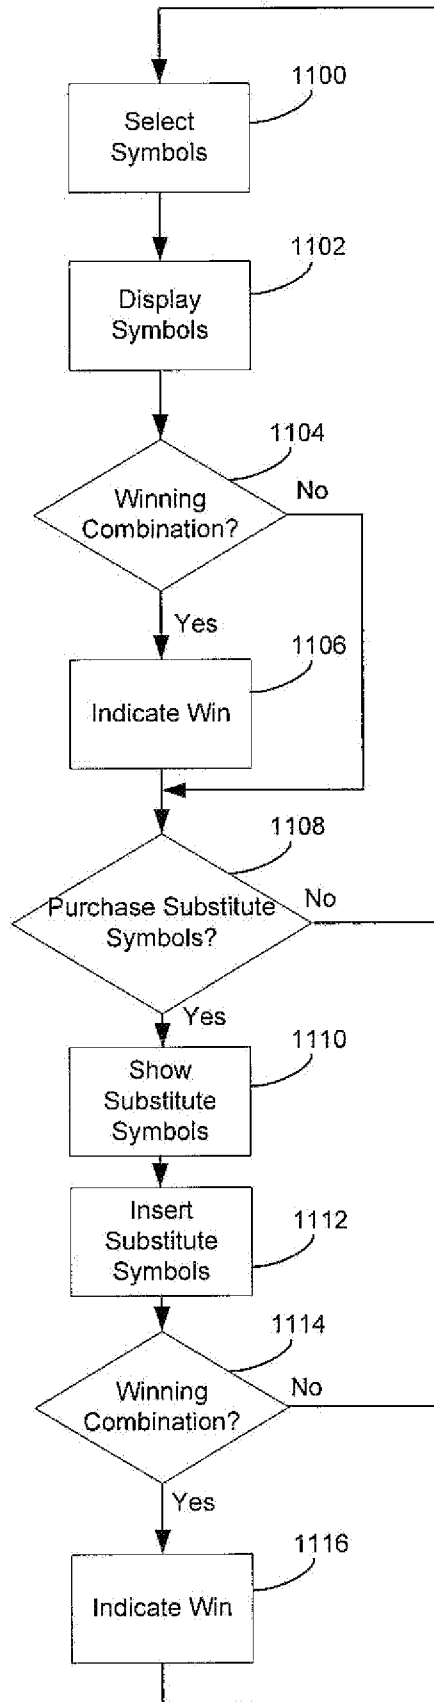 1100
Select
Symbols
1102
Display
Symbols
1104
Winning
Combination?
No
Yes
1106
Indicate Win
1108
Purchase Substitute
Symbols?
No
Yes
1110
Show
Substitute
Symbols
1112
Insert
Substitute
Symbols
1114
Winning
Combination?
No
Yes
1116
Indicate Win